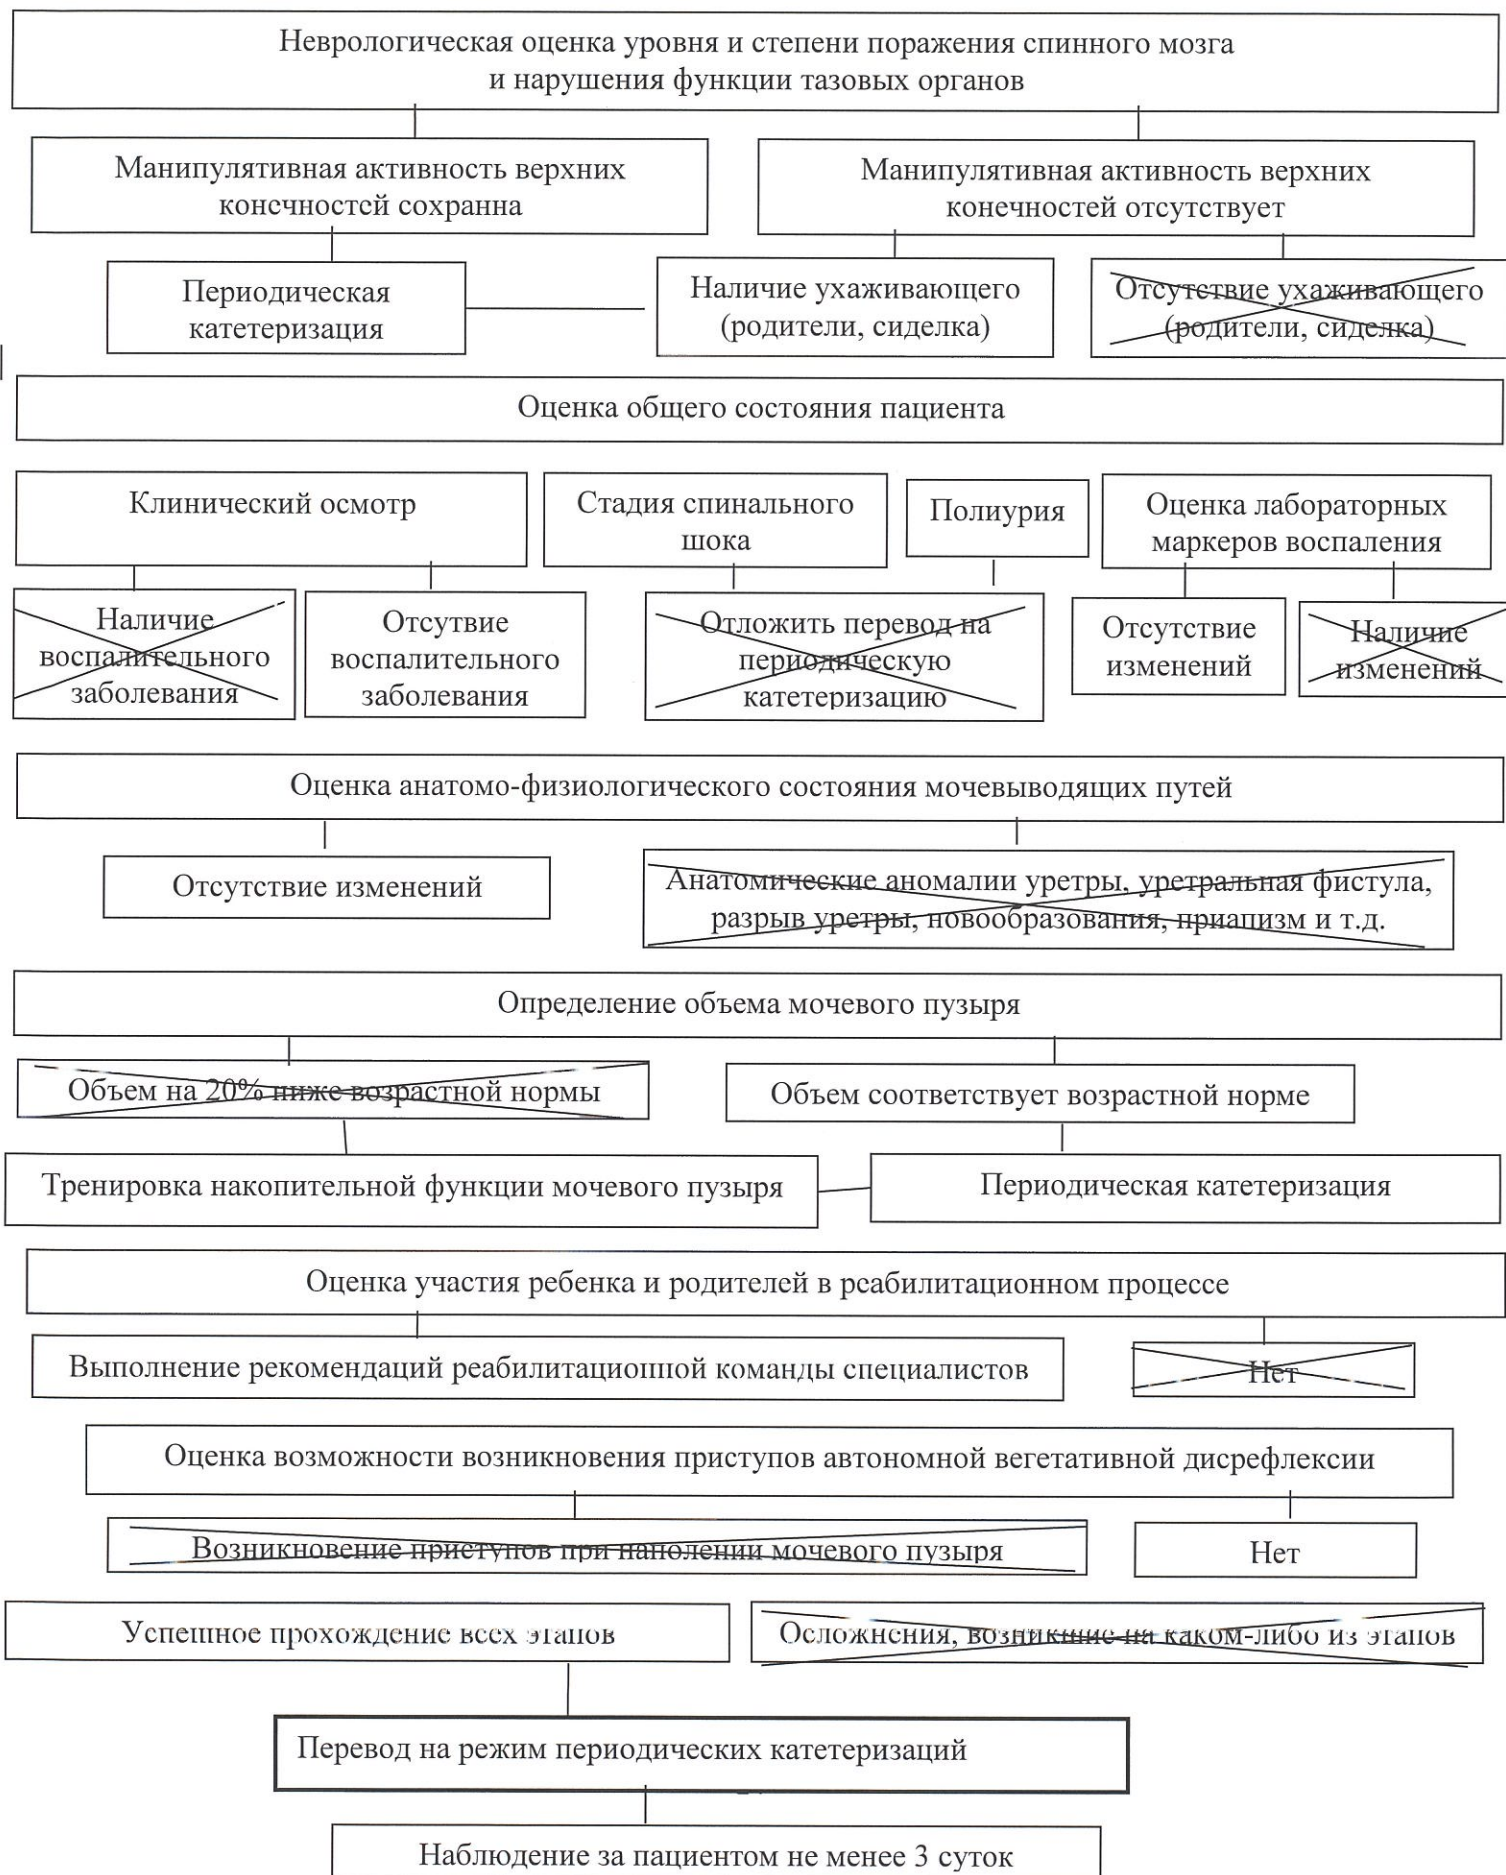 Неврологическая оценка уровня и степени поражения спинного мозга
и нарушения функции тазовых органов
Манипулятивная активность верхних
конечностей сохранна
Манипулятивная активность верхних
конечностей отсутствует
Периодическая
катетеризация
Наличие ухаживающего
(родители, сиделка)
Отсутствие ухаживающего
(родители, сиделка)
Оценка общего состояния пациента
Клинический осмотр
Стадия спинального
шока
Полиурия
Оценка лабораторных
маркеров воспаления
Наличие
воспалительного
заболевания
Отсутвие
воспалительного
заболевания
Отложить перевод на
периодическую
катетеризацию
Отсутствие
изменений
Наличие
изменений
Оценка анатомо-физиологического состояния мочевыводящих путей
Отсутствие изменений
Анатомические аномалии уретры, уретральная фистула,
разрыв уретры, новообразования, приапизм и т.д.
Определение объема мочевого пузыря
Объем на 20% ниже возрастной нормы
Объем соответствует возрастной норме
Тренировка накопительной функции мочевого пузыря
Периодическая катетеризация
Оценка участия ребенка и родителей в реабилитационном процессе
Выполнение рекомендаций реабилитационной команды специалистов
Нет
Оценка возможности возникновения приступов автономной вегетативной дисрефлексии
Возникновение приступов при наполении мочевого пузыря
Нет
Успешное прохождение всех этапов
Осложнения, возникшие на каком-либо из этапов
Перевод на режим периодических катетеризаций
Наблюдение за пациентом не менее 3 суток